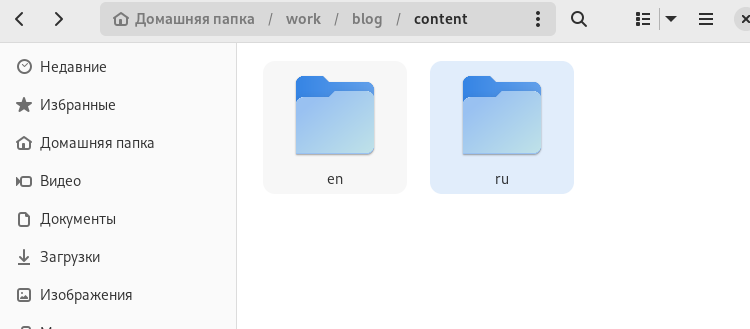 Домашняя папка / work / blog / content
Недавние
Избранные
Домашняя папка
Видео
Документы
Загрузки
Изображения
en
ru